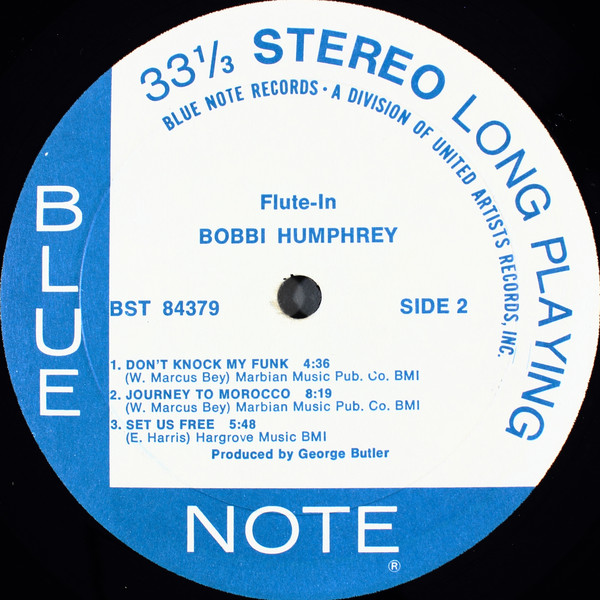 33⅓ STEREO LONG PLAYING
BLUE NOTE RECORDS · A DIVISION OF UNITED ARTISTS RECORDS, INC.
Flute-In
BOBBI HUMPHREY
BST 84379
SIDE 2
1. DON'T KNOCK MY FUNK 4:36
(W. Marcus Bey) Marbian Music Pub. Co. BMI
2. JOURNEY TO MOROCCO 8:19
(W. Marcus Bey) Marbian Music Pub. Co. BMI
3. SET US FREE 5:48
(E. Harris) Hargrove Music BMI
Produced by George Butler
BLUE
NOTE
®